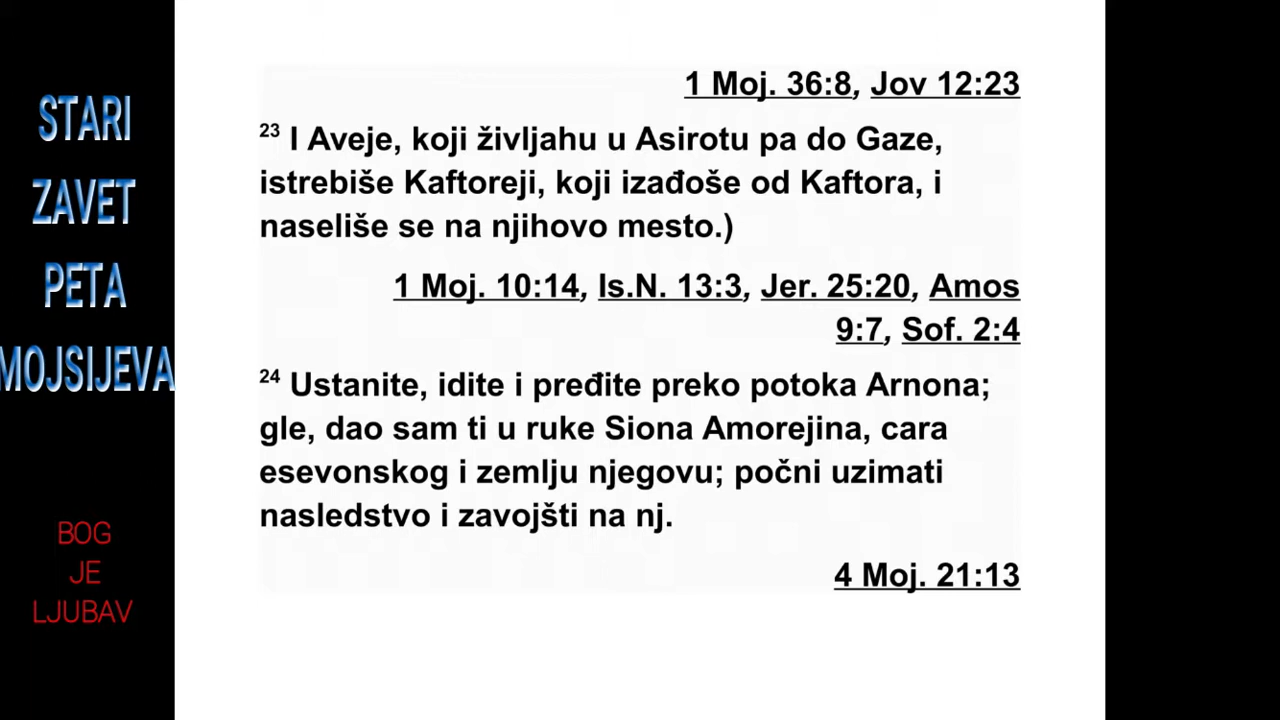 STARI
ZAVET
PETA
MOJSIJEVA
BOG
JE
LJUBAV
1 Moj. 36:8, Jov 12:23
23 I Aveje, koji življahu u Asirotu pa do Gaze,
istrebiše Kaftoreji, koji izađoše od Kaftora, i
naseliše se na njihovo mesto.)
1 Moj. 10:14, Is.N. 13:3, Jer. 25:20, Amos
9:7, Sof. 2:4
24 Ustanite, idite i pređite preko potoka Arnona;
gle, dao sam ti u ruke Siona Amorejina, cara
esevonskog i zemlju njegovu; počni uzimati
nasledstvo i zavojšti na nj.
4 Moj. 21:13